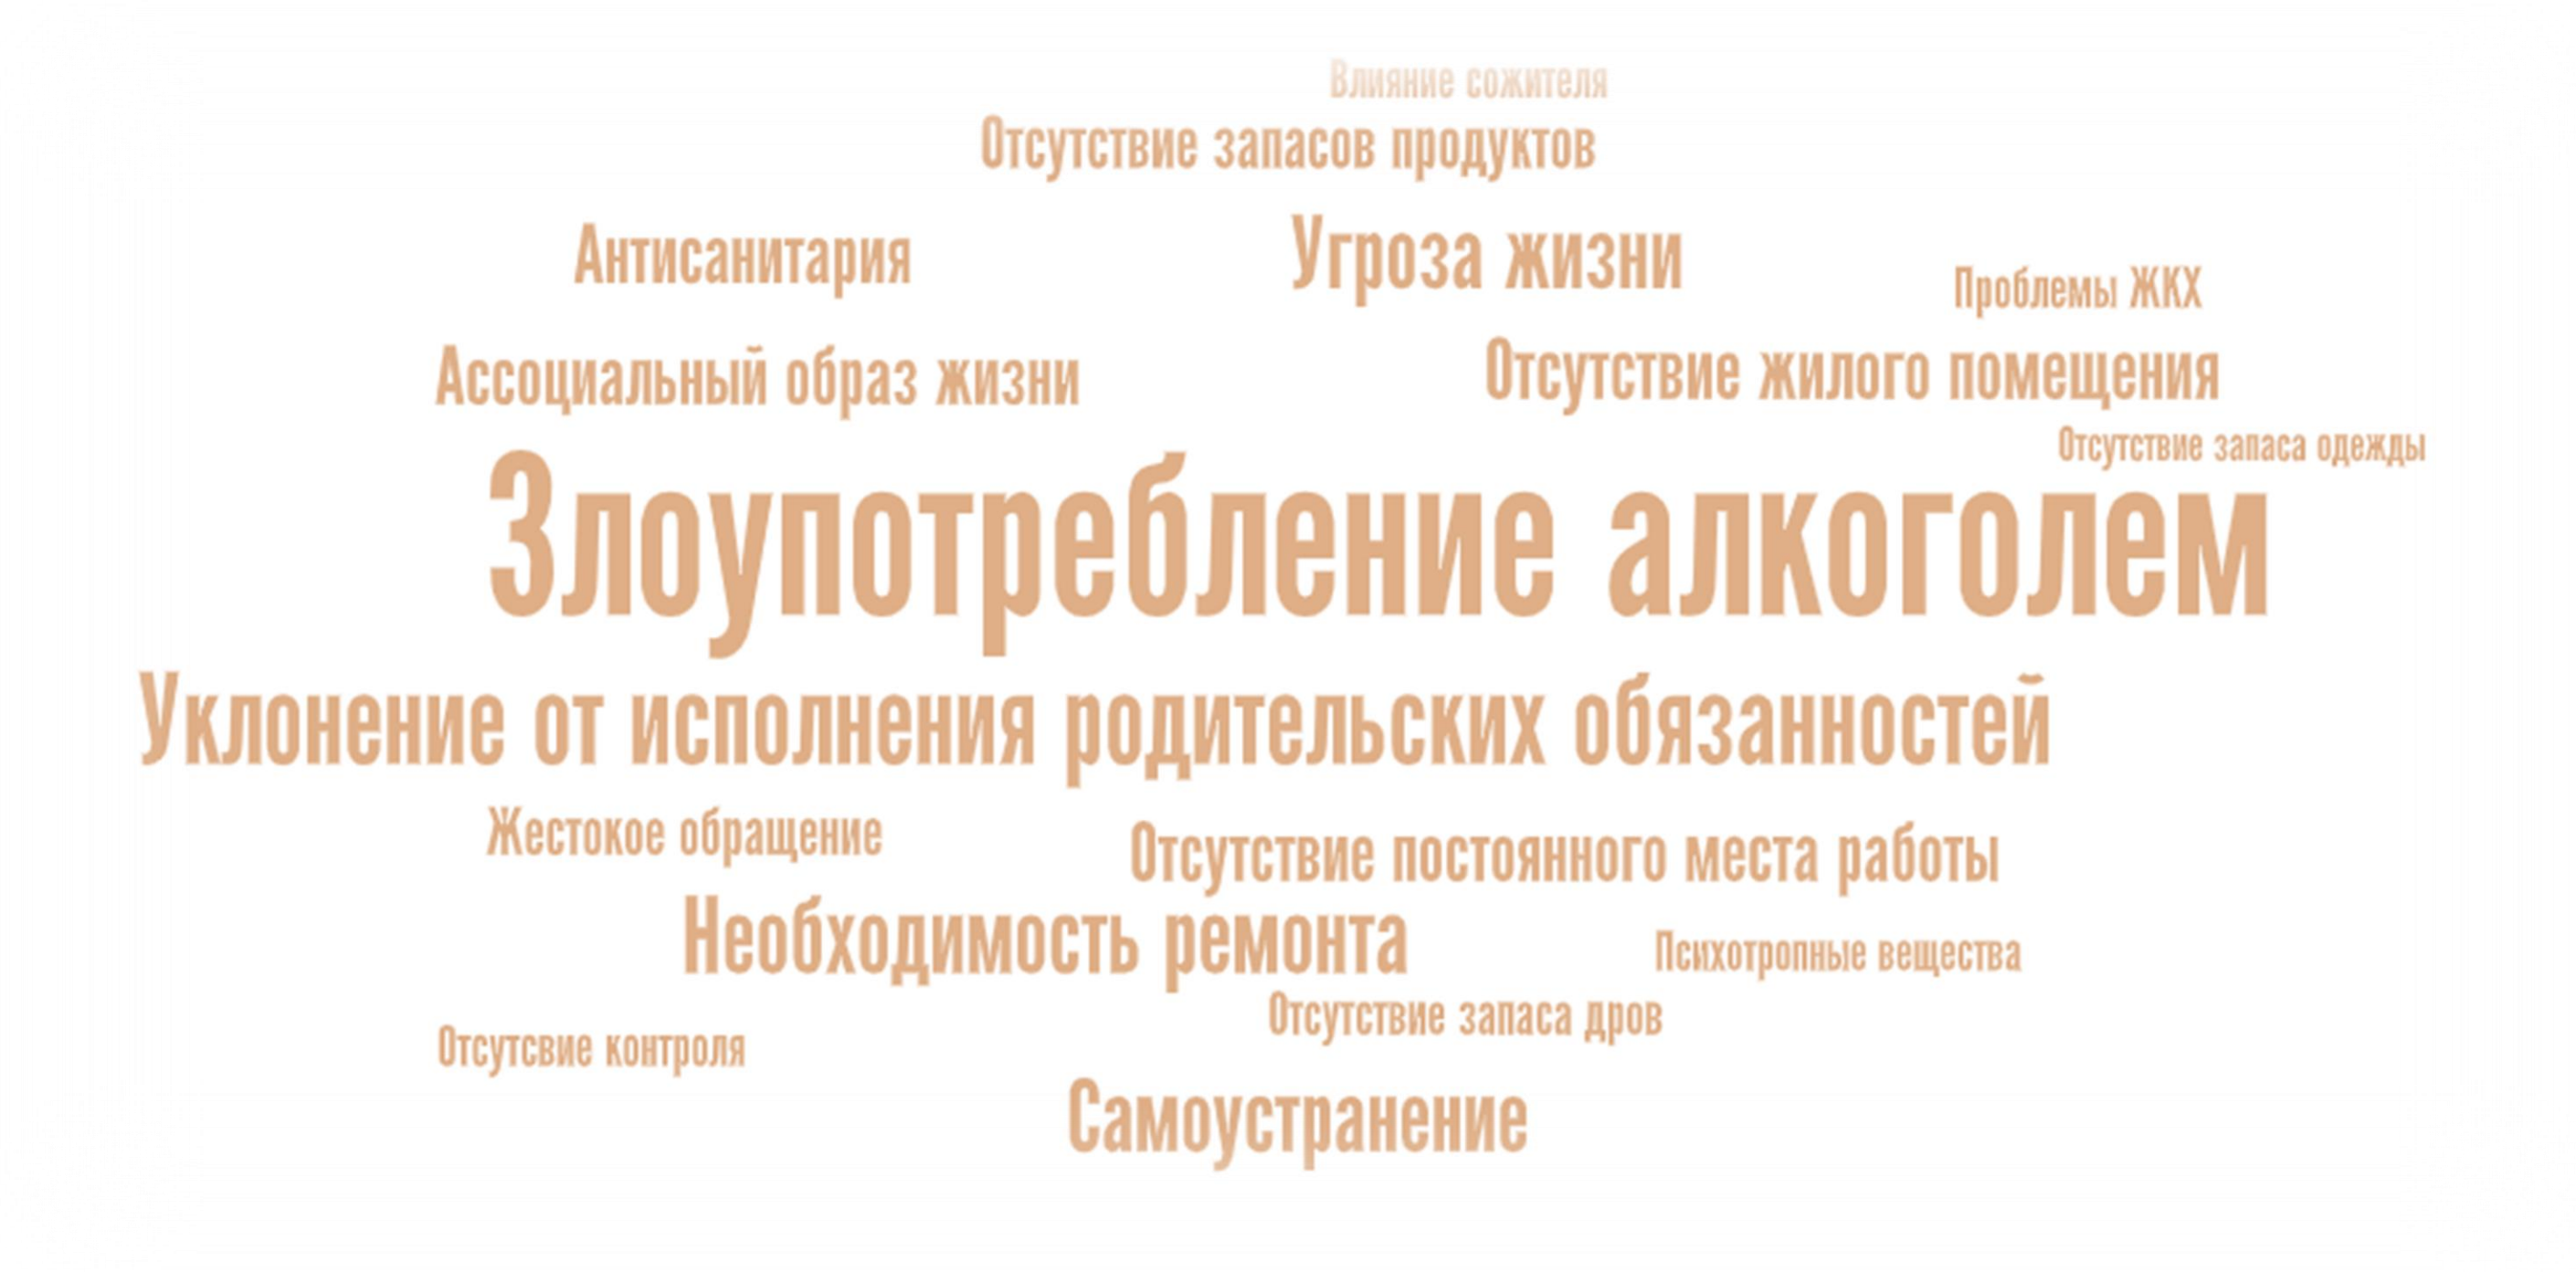 Влияние сожителя
Отсутствие запасов продуктов
Антисанитария
Угроза жизни
Проблемы ЖКХ
Ассоциальный образ жизни
Отсутствие жилого помещения
Отсутствие запаса одежды
Злоупотребление алкоголем
Уклонение от исполнения родительских обязанностей
Жестокое обращение
Отсутствие постоянного места работы
Необходимость ремонта
Психотропные вещества
Отсутствие запаса дров
Отсутсвие контроля
Самоустранение